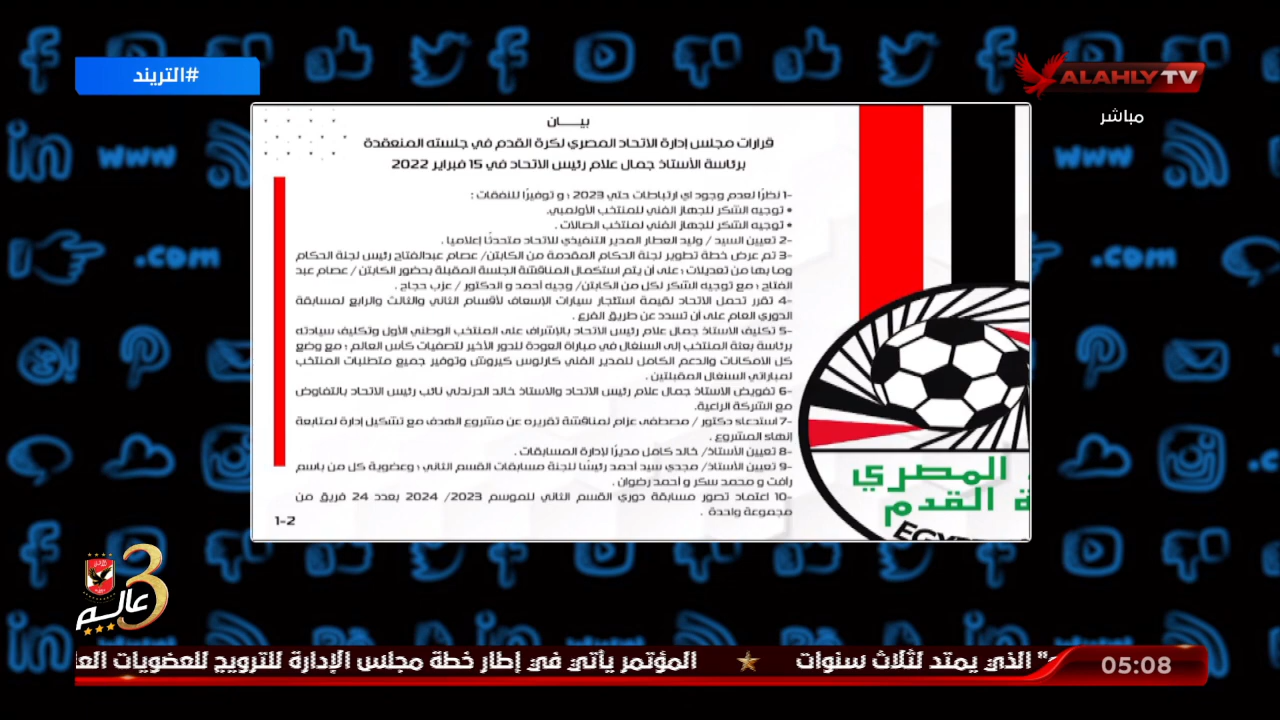 #التريند
ALAHLY TV
مباشر
بيـــــان
قرارات مجلس إدارة الاتحاد المصري لكرة القدم في جلسته المنعقدة
برئاسة الأستاذ جمال علام رئيس الاتحاد في 15 فبراير 2022
1- نظرًا لعدم وجود اي ارتباطات حتي 2023 ؛ و توفيرًا للنفقات :
* توجيه الشكر للجهاز الفني للمنتخب الأولمبي.
* توجيه الشكر للجهاز الفني لمنتخب الصالات .
2- تعيين السيد / وليد العطار المدير التنفيذي للاتحاد متحدثًا إعلاميا .
3- تم عرض خطة تطوير لجنة الحكام المقدمة من الكابتن/ عصام عبدالفتاح رئيس لجنة الحكام
وما بها من تعديلات ؛ على أن يتم استكمال المناقشة الجلسة المقبلة بحضور الكابتن / عصام عبد
الفتاح ؛ مع توجيه الشكر لكل من الكابتن/ وجيه أحمد و الدكتور / عزب حجاج .
4- تقرر تحمل الاتحاد لقيمة استئجار سيارات الإسعاف لأقسام الثاني والثالث والرابع لمسابقة
الدوري العام على أن تسدد عن طريق الفرع .
5- تكليف الاستاذ جمال علام رئيس الاتحاد بالإشراف على المنتخب الوطني الأول وتكليف سيادته
برئاسة بعثة المنتخب إلى السنغال في مباراة العودة للدور الأخير لتصفيات كأس العالم ؛ مع وضع
كل الامكانات والدعم الكامل للمدير الفني كارلوس كيروش وتوفير جميع متطلبات المنتخب
لمباراتي السنغال المقبلتين .
6- تفويض الاستاذ جمال علام رئيس الاتحاد والاستاذ خالد الدرندلي نائب رئيس الاتحاد بالتفاوض
مع الشركة الراعية.
7- استدعاء دكتور / مصطفى عزام لمناقشة تقريره عن مشروع الهدف مع تشكيل إدارة لمتابعة
إنهاء المشروع .
8- تعيين الأستاذ/ خالد كامل مديرًا لإدارة المسابقات .
9- تعيين الأستاذ/ مجدي سيد احمد رئيسًا للجنة مسابقات القسم الثاني ؛ وعضوية كل من باسم
رأفت و محمد سكر و أحمد رضوان .
10- اعتماد تصور مسابقة دوري القسم الثاني للموسم 2023/ 2024 بعدد 24 فريق من
مجموعة واحدة .
1-2
المصري
القدم
3 عالم
الذي يمتد لثلاث سنوات
المؤتمر يأتي في إطار خطة مجلس الإدارة للترويج للعضويات
05:08